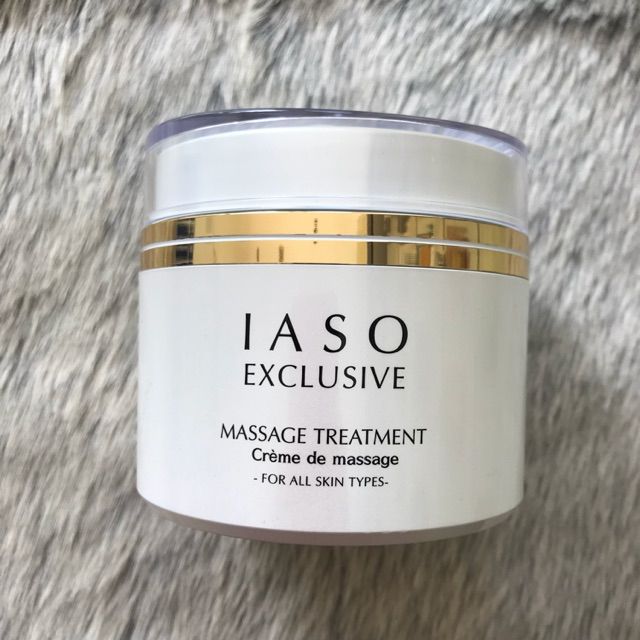 IASO
EXCLUSIVE
MASSAGE TREATMENT
Crème de massage
- FOR ALL SKIN TYPES-